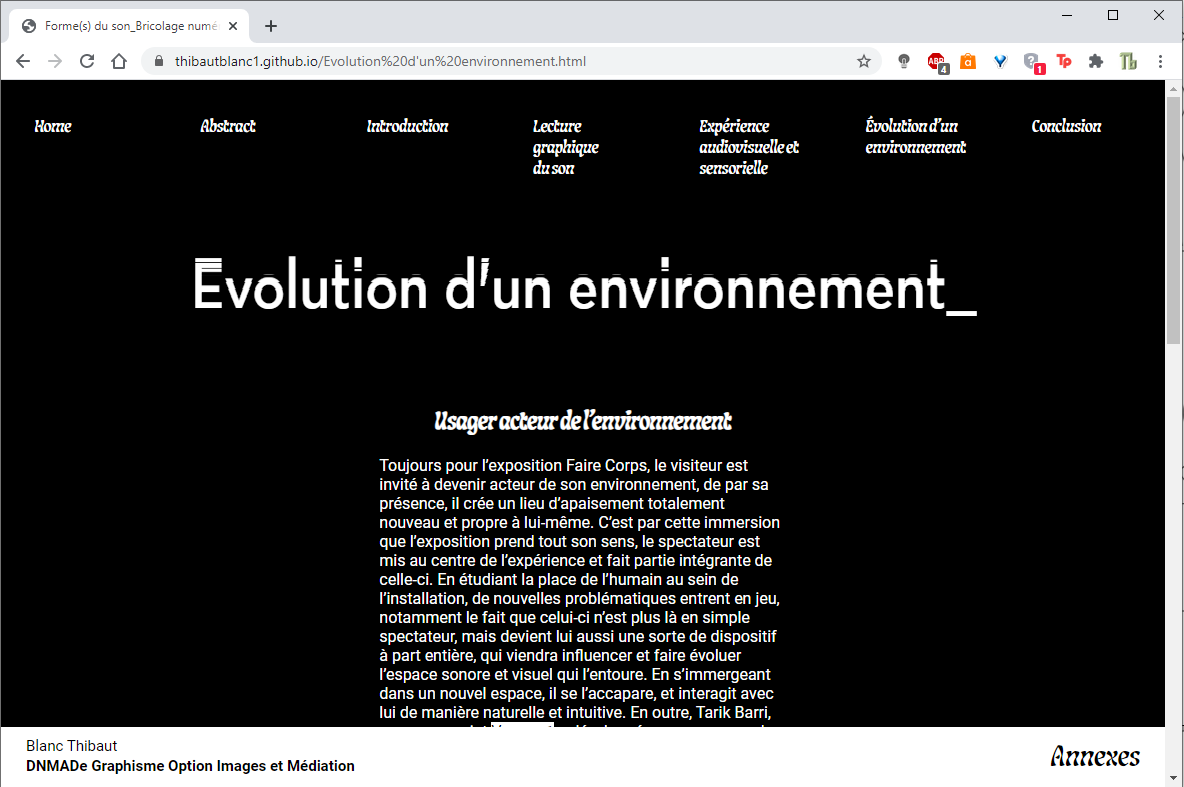 Forme(s) du son_Bricolage numé
thibautblanc1.github.io/Evolution%20d'un%20environnement.html
ABP
4
a
1
Tp
Tb
Home
Abstract
Introduction
Lecture
graphique
du son
Expérience
audiovisuelle et
sensorielle
Évolution d'un
environnement
Conclusion
Évolution d'un environnement_
Usager acteur de l'environnement
Toujours pour l'exposition Faire Corps, le visiteur est
invité à devenir acteur de son environnement, de par sa
présence, il crée un lieu d'apaisement totalement
nouveau et propre à lui-même. C'est par cette immersion
que l'exposition prend tout son sens, le spectateur est
mis au centre de l'expérience et fait partie intégrante de
celle-ci. En étudiant la place de l'humain au sein de
l'installation, de nouvelles problématiques entrent en jeu,
notamment le fait que celui-ci n'est plus là en simple
spectateur, mais devient lui aussi une sorte de dispositif
à part entière, qui viendra influencer et faire évoluer
l'espace sonore et visuel qui l'entoure. En s'immergeant
dans un nouvel espace, il se l'accapare, et interagit avec
lui de manière naturelle et intuitive. En outre, Tarik Barri,
Blanc Thibaut
DNMADe Graphisme Option Images et Médiation
Annexes